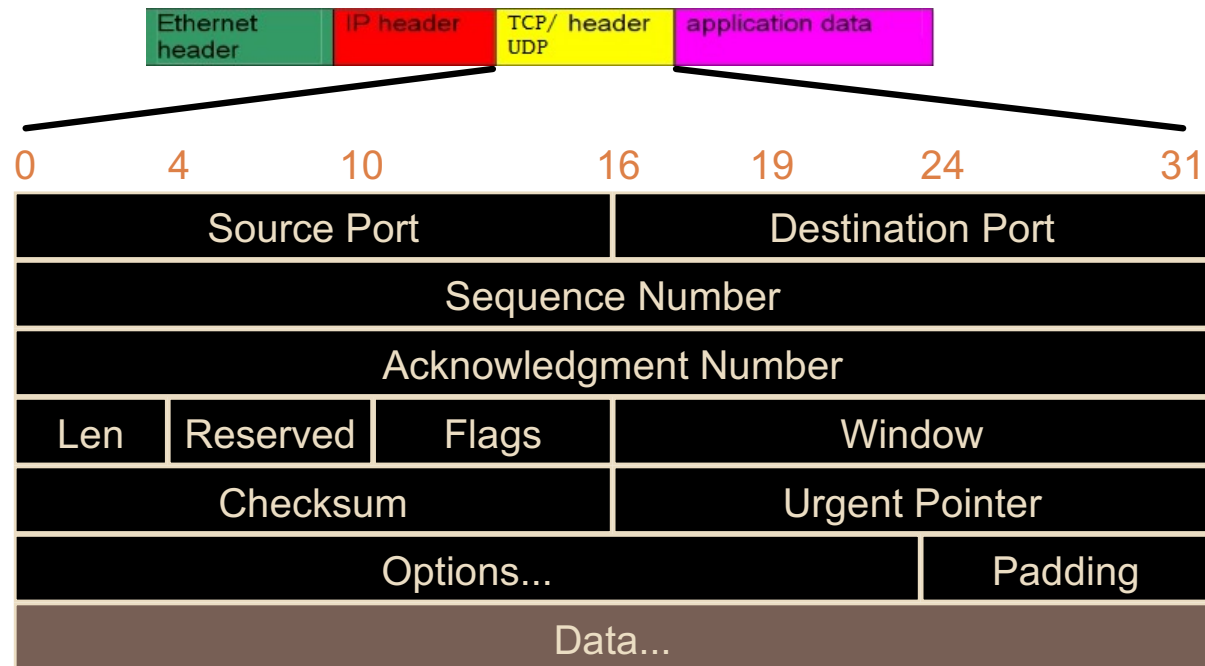 Ethernet header IP header TCP/ UDP header application data
0 4 10 16 19 24 31
Source Port Destination Port
Sequence Number
Acknowledgment Number
Len Reserved Flags Window
Checksum Urgent Pointer
Options... Padding
Data...